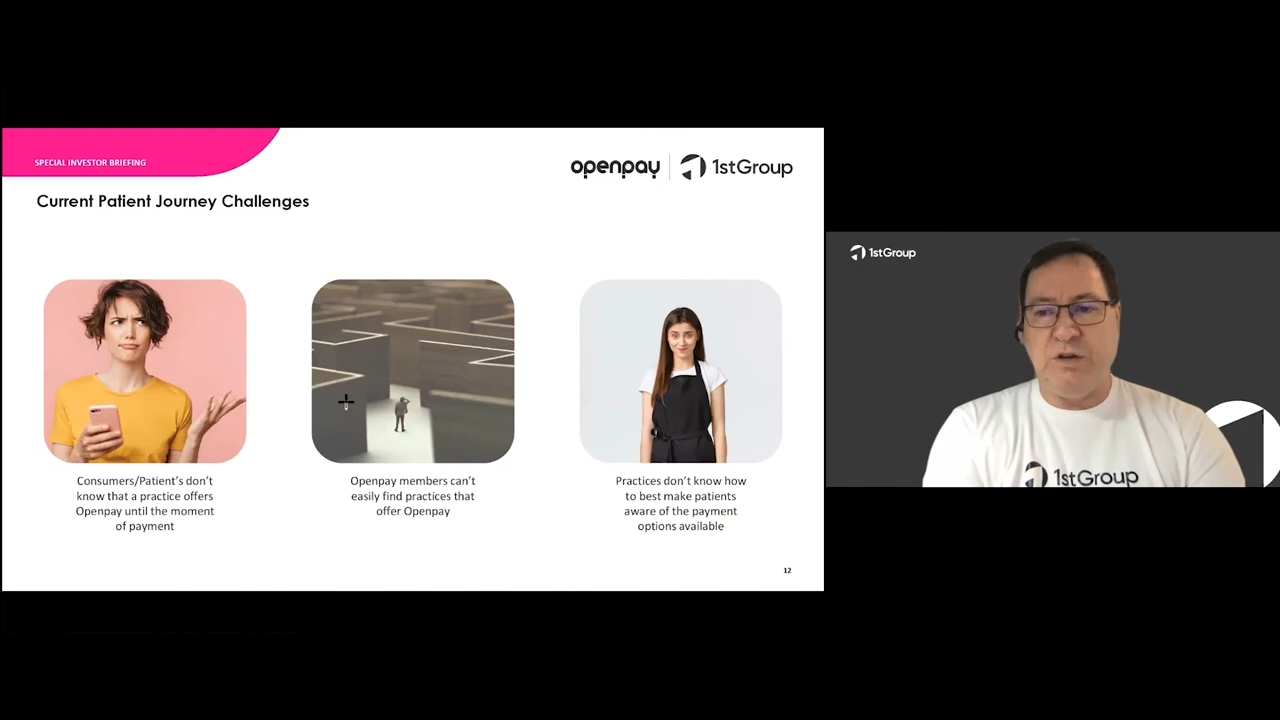 SPECIAL INVESTOR BRIEFING
openpay
1stGroup
Current Patient Journey Challenges
Consumers/Patient's don't
know that a practice offers
Openpay until the moment
of payment
Openpay members can't
easily find practices that
offer Openpay
Practices don't know how
to best make patients
aware of the payment
options available
12
1stGroup
1stGroup